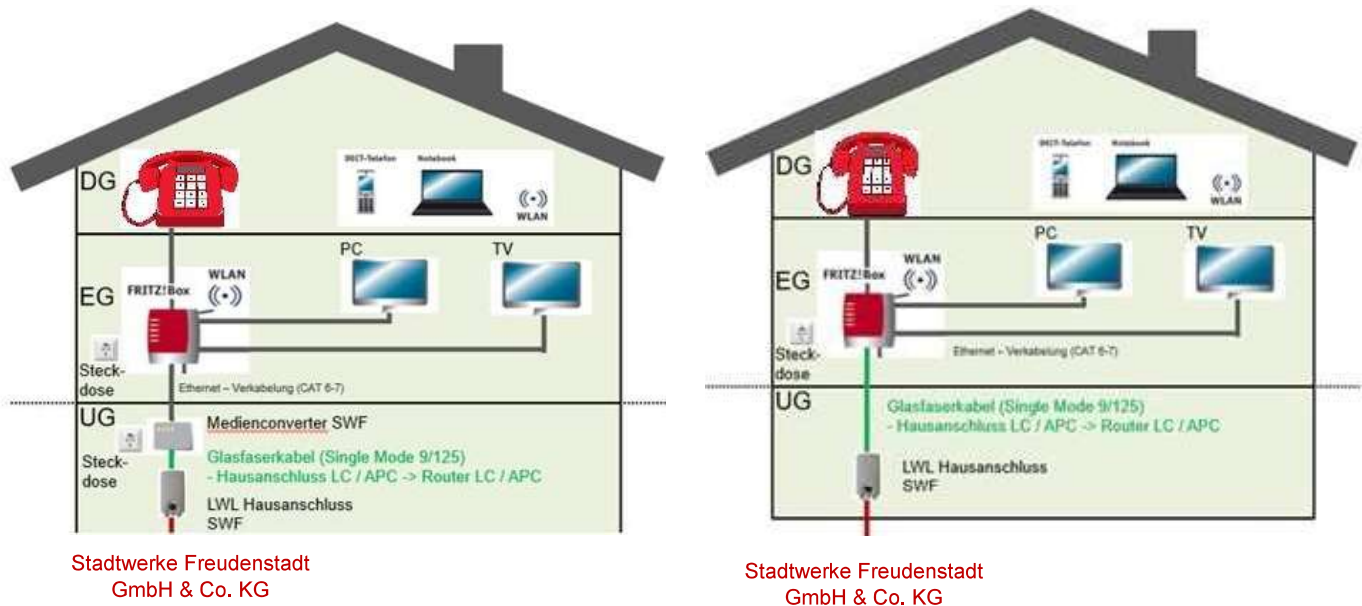 DECT-Telefon
Notebook
DG
WLAN
PC
TV
WLAN
FRITZ!Box
EG
Steck-
dose
Ethernet – Verkabelung (CAT 6-7)
UG
Medienconverter SWF
Steck-
dose
Glasfaserkabel (Single Mode 9/125)
- Hausanschluss LC / APC -> Router LC / APC
LWL Hausanschluss
SWF
Stadtwerke Freudenstadt
GmbH & Co. KG
DECT-Telefon
Notebook
DG
WLAN
PC
TV
WLAN
FRITZ!Box
EG
Steck-
dose
Ethernet – Verkabelung (CAT 6-7)
UG
Glasfaserkabel (Single Mode 9/125)
- Hausanschluss LC / APC -> Router LC / APC
LWL Hausanschluss
SWF
Stadtwerke Freudenstadt
GmbH & Co. KG